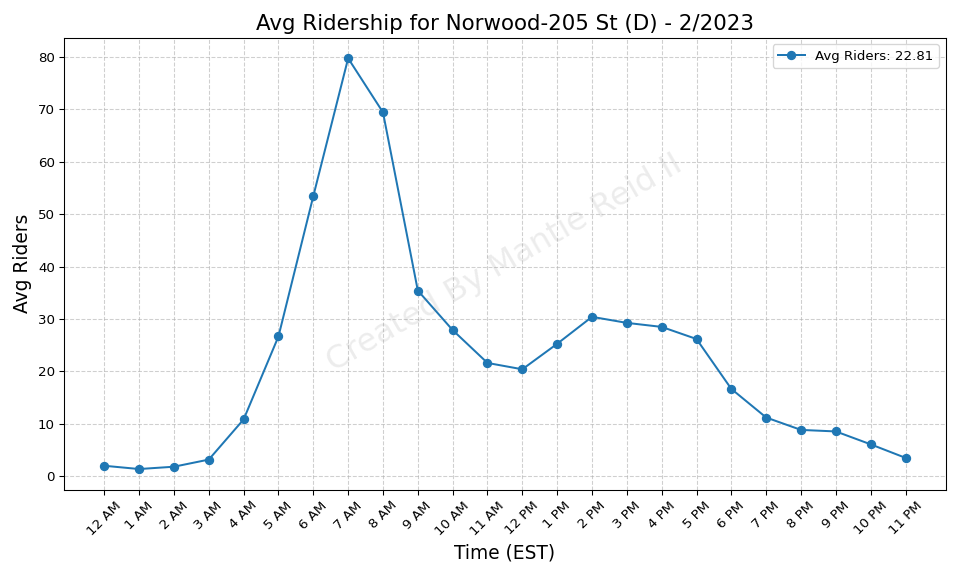 Avg Ridership for Norwood-205 St (D) - 2/2023
Avg Riders: 22.81
Avg Riders
80
70
60
50
40
30
20
10
0
Created By Mantle Reid II
12 AM
1 AM
2 AM
3 AM
4 AM
5 AM
6 AM
7 AM
8 AM
9 AM
10 AM
11 AM
12 PM
1 PM
2 PM
3 PM
4 PM
5 PM
6 PM
7 PM
8 PM
9 PM
10 PM
11 PM
Time (EST)